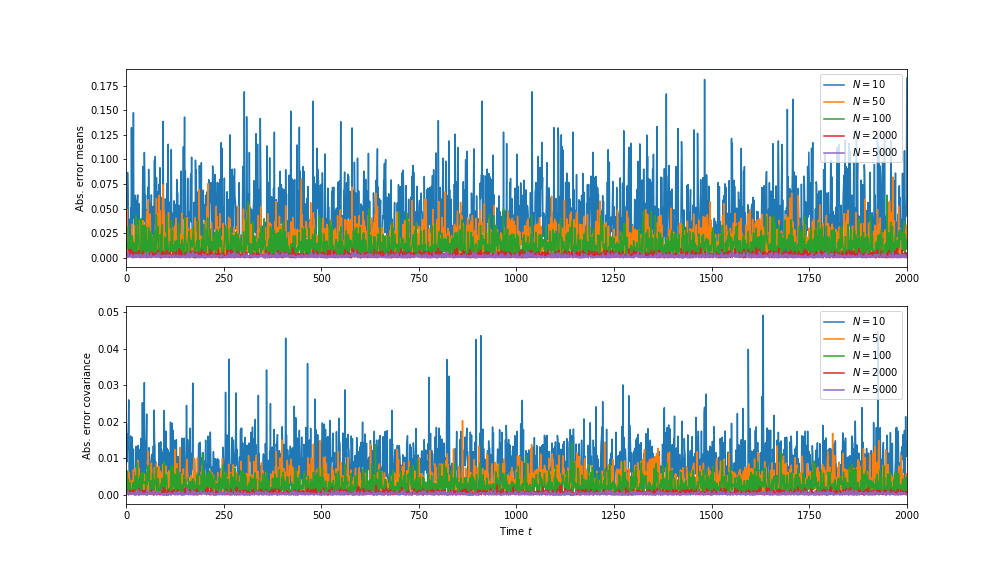 Abs. error means
0.175
0.150
0.125
0.100
0.075
0.050
0.025
0.000
0 250 500 750 1000 1250 1500 1750 2000
N = 10
N = 50
N = 100
N = 2000
N = 5000
Abs. error covariance
0.05
0.04
0.03
0.02
0.01
0.00
0 250 500 750 1000 1250 1500 1750 2000
N = 10
N = 50
N = 100
N = 2000
N = 5000
Time t